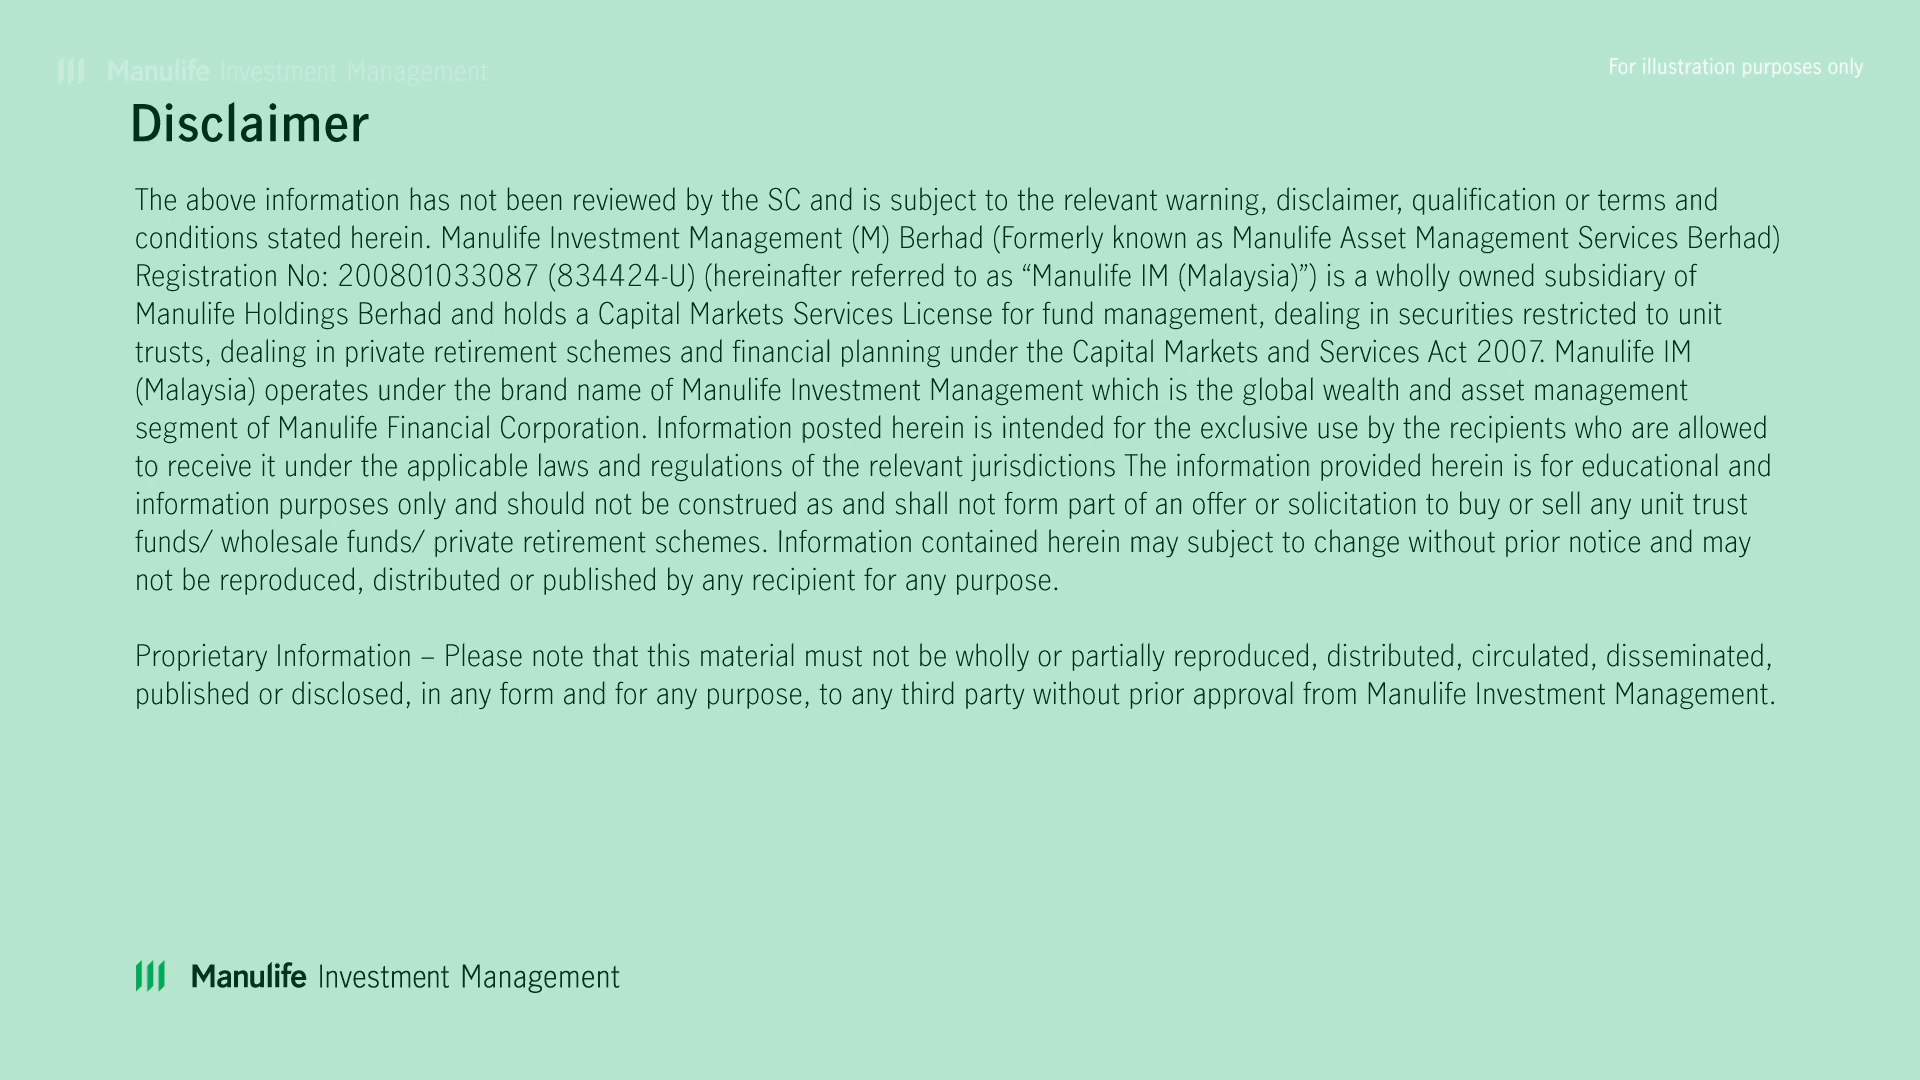 Manulife Investment Management
For illustration purposes only
Disclaimer
The above information has not been reviewed by the SC and is subject to the relevant warning, disclaimer, qualification or terms and
conditions stated herein. Manulife Investment Management (M) Berhad (Formerly known as Manulife Asset Management Services Berhad)
Registration No: 200801033087 (834424-U) (hereinafter referred to as “Manulife IM (Malaysia)”) is a wholly owned subsidiary of
Manulife Holdings Berhad and holds a Capital Markets Services License for fund management, dealing in securities restricted to unit
trusts, dealing in private retirement schemes and financial planning under the Capital Markets and Services Act 2007. Manulife IM
(Malaysia) operates under the brand name of Manulife Investment Management which is the global wealth and asset management
segment of Manulife Financial Corporation. Information posted herein is intended for the exclusive use by the recipients who are allowed
to receive it under the applicable laws and regulations of the relevant jurisdictions The information provided herein is for educational and
information purposes only and should not be construed as and shall not form part of an offer or solicitation to buy or sell any unit trust
funds/ wholesale funds/ private retirement schemes. Information contained herein may subject to change without prior notice and may
not be reproduced, distributed or published by any recipient for any purpose.
Proprietary Information – Please note that this material must not be wholly or partially reproduced, distributed, circulated, disseminated,
published or disclosed, in any form and for any purpose, to any third party without prior approval from Manulife Investment Management.
Manulife Investment Management